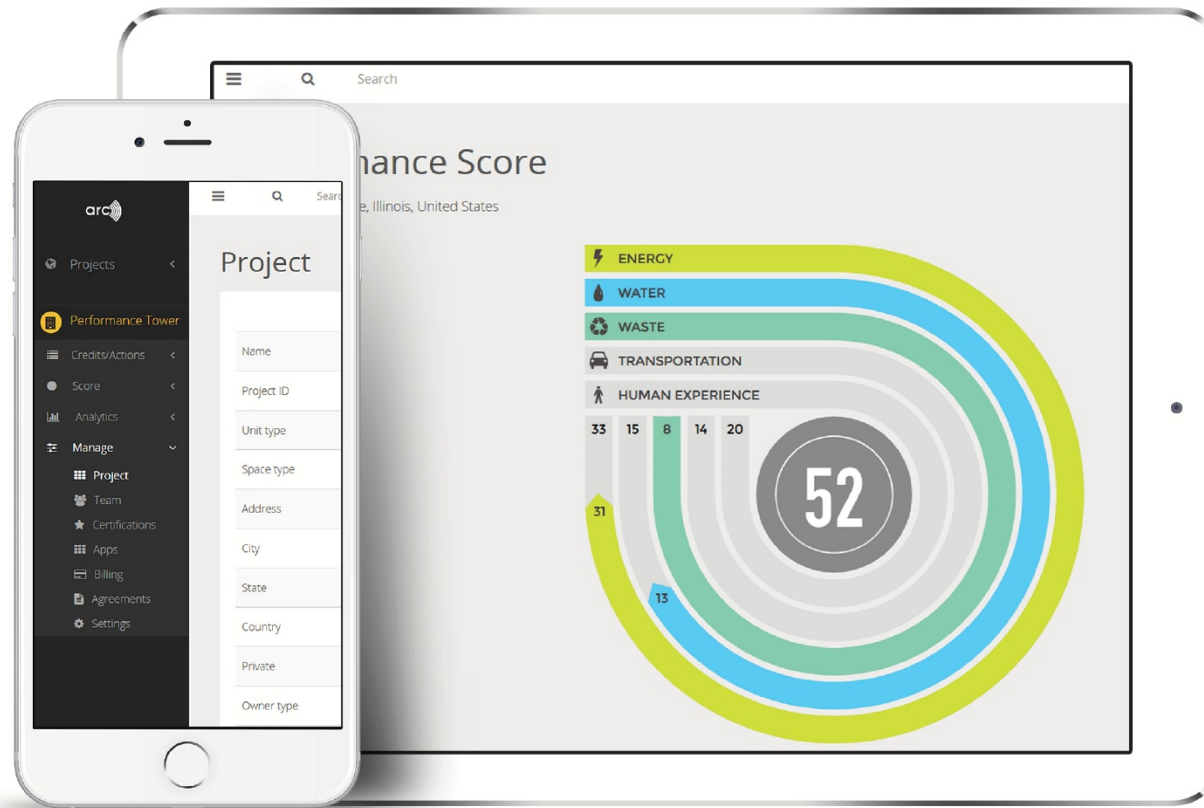 Search
mance Score
e, Illinois, United States
ENERGY
WATER
WASTE
TRANSPORTATION
HUMAN EXPERIENCE
33 15 8 14 20
31
13
52
arc
Search
Projects
Performance Tower
Credits/Actions
Score
Analytics
Manage
Project
Team
Certifications
Apps
Billing
Agreements
Settings
Project
Name
Project ID
Unit type
Space type
Address
City
State
Country
Private
Owner type